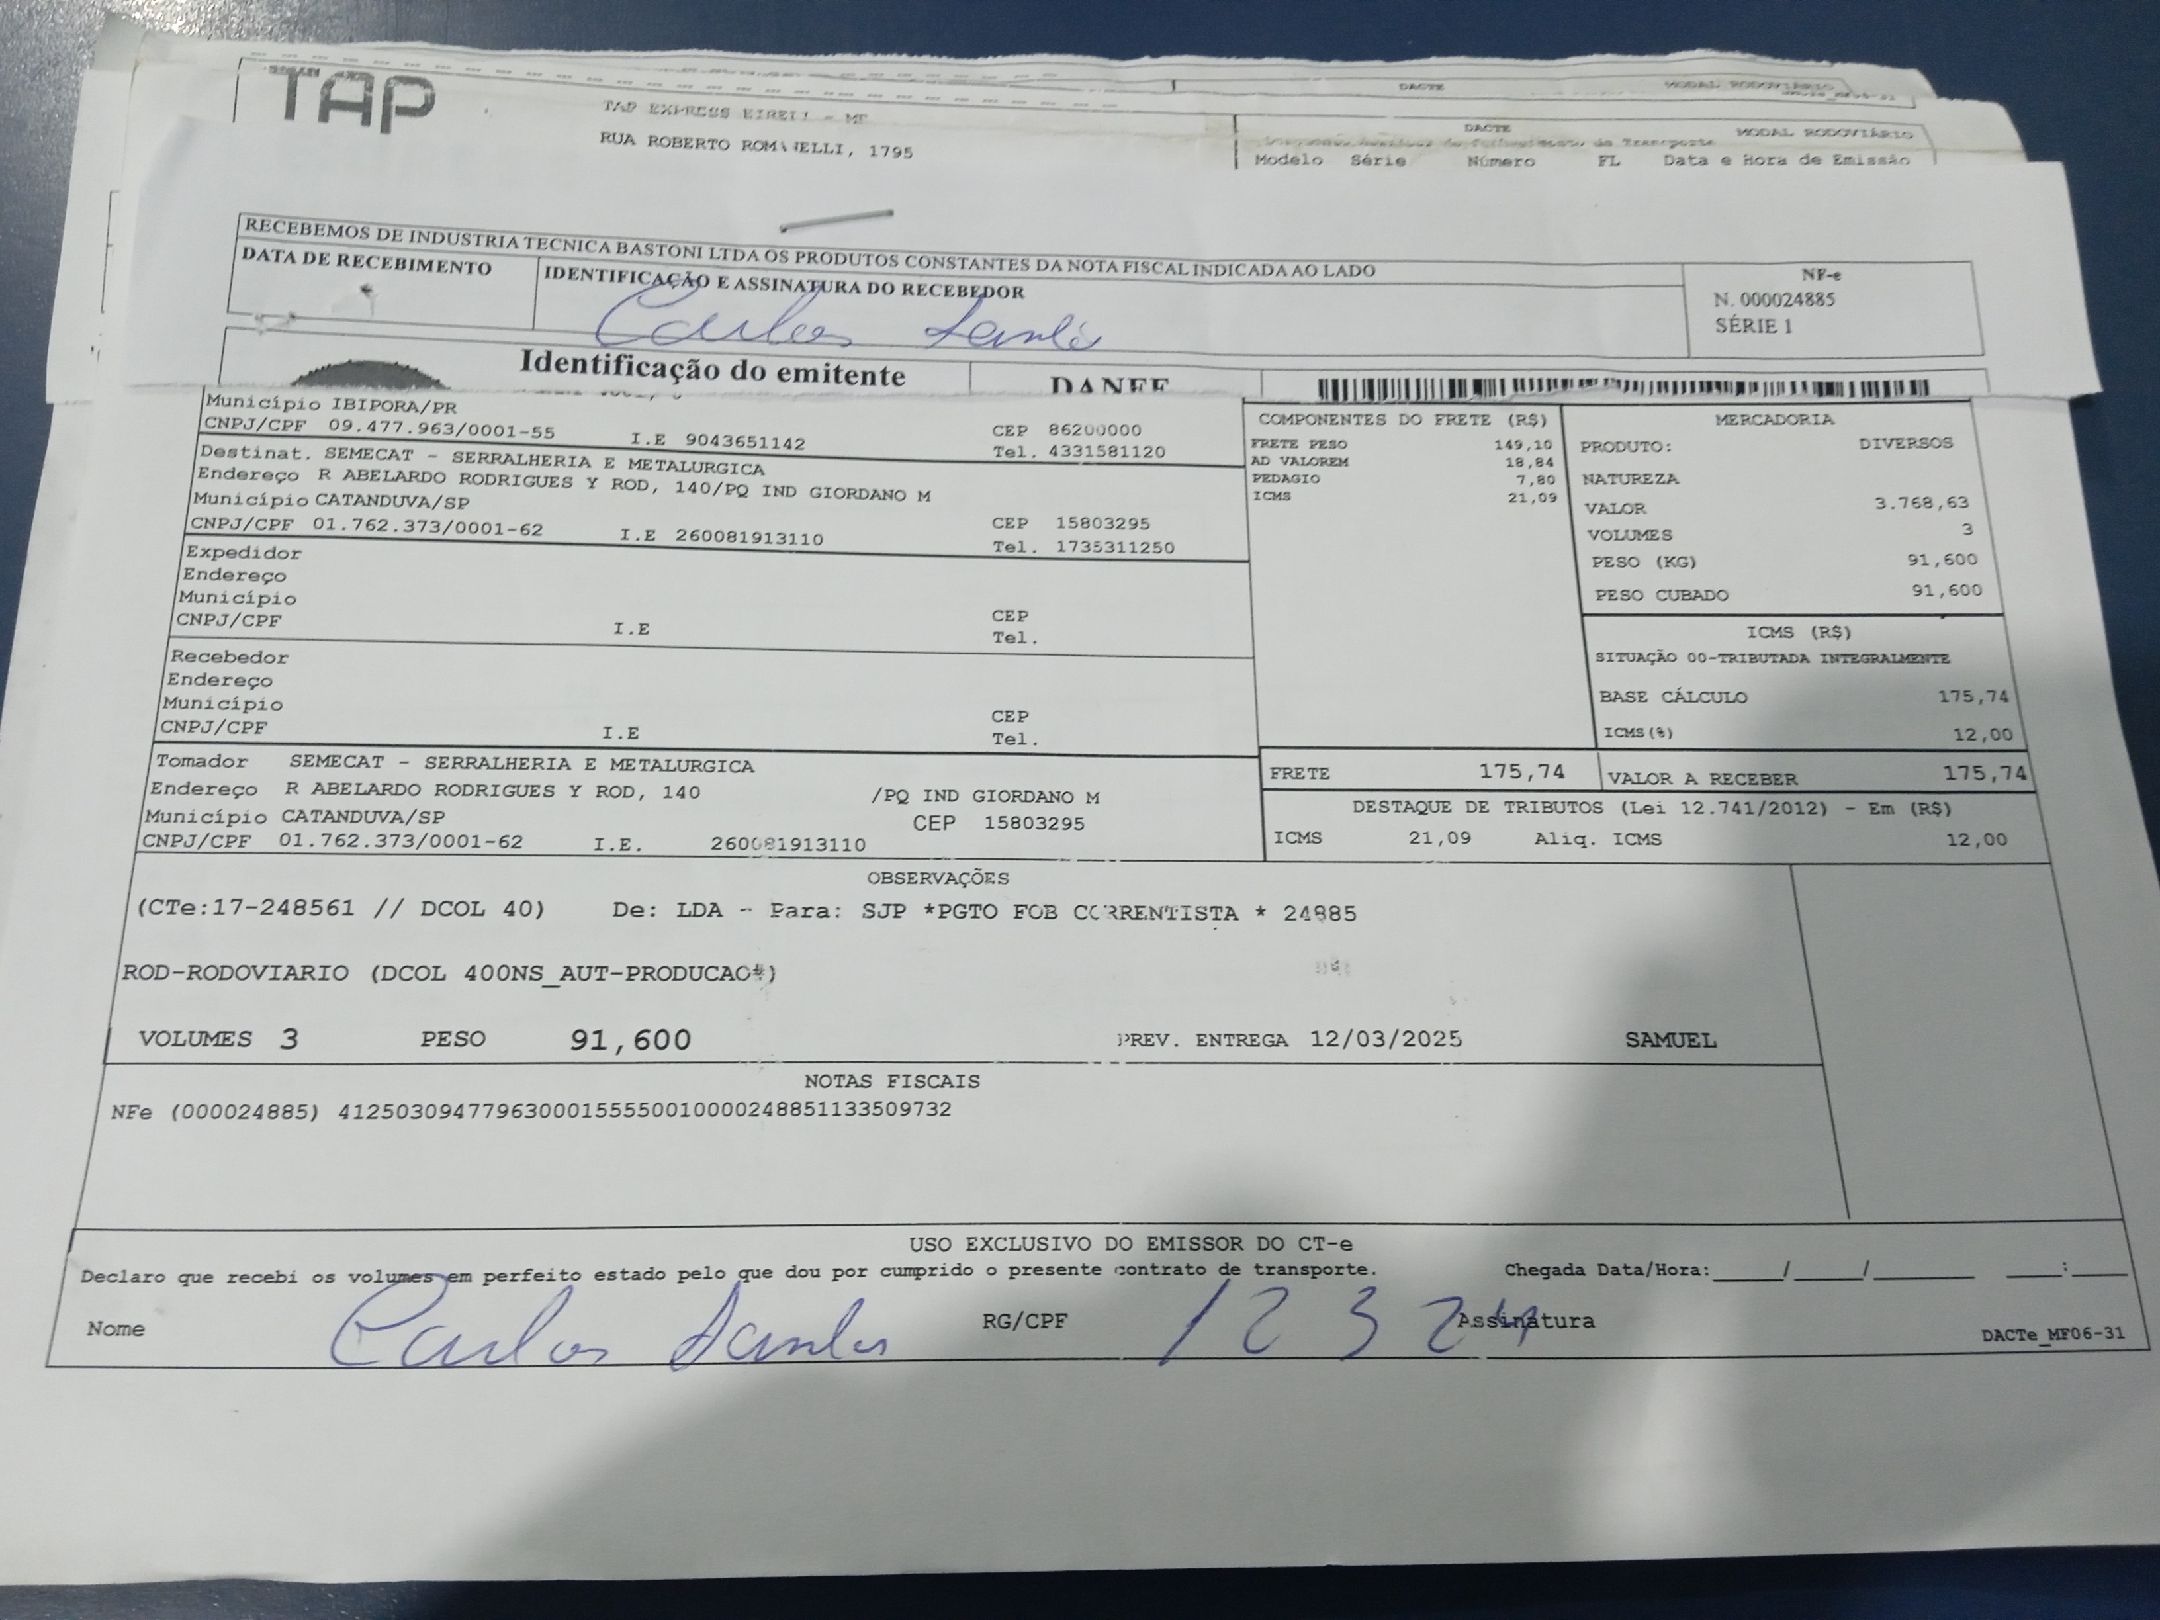 TAP
TAP EXPRESS EIRELI - ME
RUA ROBERTO ROMANELLI, 1795
DACTE MODAL RODOVIÁRIO
DACTE MODAL RODOVIÁRIO
Modelo Série Número FL Data e Hora de Emissão
RECEBEMOS DE INDUSTRIA TECNICA BASTONI LTDA OS PRODUTOS CONSTANTES DA NOTA FISCAL INDICADA AO LADO
DATA DE RECEBIMENTO
IDENTIFICAÇÃO E ASSINATURA DO RECEBEDOR
Carlos
NF-e
N. 000024885
SÉRIE 1
Identificação do emitente
DANFE
Município IBIPORA/PR
CNPJ/CPF 09.477.963/0001-55 I.E 9043651142
CEP 86200000
Tel. 4331581120
Destinat. SEMECAT - SERRALHERIA E METALURGICA
Endereço R ABELARDO RODRIGUES Y ROD, 140/PQ IND GIORDANO M
Município CATANDUVA/SP
CNPJ/CPF 01.762.373/0001-62 I.E 260081913110
CEP 15803295
Tel. 1735311250
Expedidor
Endereço
Município
CNPJ/CPF I.E
CEP
Tel.
Recebedor
Endereço
Município
CNPJ/CPF I.E
CEP
Tel.
Tomador SEMECAT - SERRALHERIA E METALURGICA
Endereço R ABELARDO RODRIGUES Y ROD, 140 /PQ IND GIORDANO M
Município CATANDUVA/SP CEP 15803295
CNPJ/CPF 01.762.373/0001-62 I.E. 260081913110
COMPONENTES DO FRETE (R$)
FRETE PESO 149,10
AD VALOREM 18,84
PEDAGIO 7,80
ICMS 21,09
MERCADORIA
PRODUTO: DIVERSOS
NATUREZA
VALOR 3.768,63
VOLUMES 3
PESO (KG) 91,600
PESO CUBADO 91,600
ICMS (R$)
SITUAÇÃO 00-TRIBUTADA INTEGRALMENTE
BASE CÁLCULO 175,74
ICMS(%) 12,00
FRETE 175,74 VALOR A RECEBER 175,74
DESTAQUE DE TRIBUTOS (Lei 12.741/2012) - Em (R$)
ICMS 21,09 Aliq. ICMS 12,00
OBSERVAÇÕES
(CTe:17-248561 // DCOL 40) De: LDA - Para: SJP *PGTO FOB CORRENTISTA * 24885
ROD-RODOVIARIO (DCOL 400NS_AUT-PRODUCAO#)
VOLUMES 3 PESO 91,600 PREV. ENTREGA 12/03/2025 SAMUEL
NOTAS FISCAIS
NFe (000024885) 41250309477963000155550010000248851133509732
USO EXCLUSIVO DO EMISSOR DO CT-e
Declaro que recebi os volumes em perfeito estado pelo que dou por cumprido o presente contrato de transporte. Chegada Data/Hora:_____/_____/_______ ____:____
Nome Carlos RG/CPF 12 3 Assinatura
DACTe_MF06-31